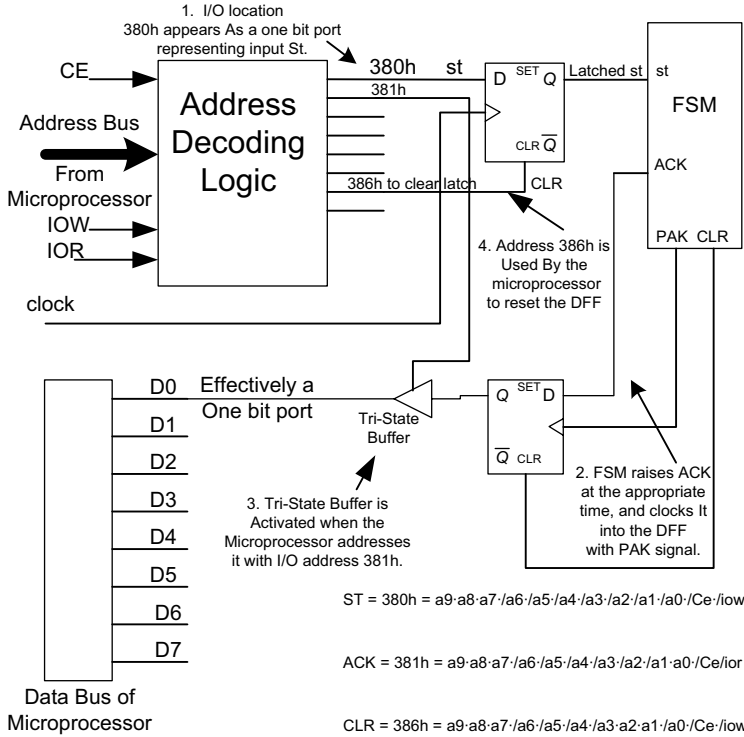 1. I/O location
380h appears As a one bit port
representing input St.
CE
Address Bus
From
Microprocessor
IOW
IOR
clock
Address
Decoding
Logic
380h st
381h
386h to clear latch
CLR
D SET Q
CLR Q
Latched st
st
FSM
ACK
PAK CLR
4. Address 386h is
Used By the
microprocessor
to reset the DFF
D0
D1
D2
D3
D4
D5
D6
D7
Effectively a
One bit port
Tri-State
Buffer
Q SET D
Q CLR
2. FSM raises ACK
at the appropriate
time, and clocks It
into the DFF
with PAK signal.
3. Tri-State Buffer is
Activated when the
Microprocessor addresses
it with I/O address 381h.
ST = 380h = a9·a8·a7·/a6·/a5·/a4·/a3·/a2·/a1·/a0·/Ce·/iow
ACK = 381h = a9·a8·a7·/a6·/a5·/a4·/a3·/a2·/a1·a0·/Ce/ior
CLR = 386h = a9·a8·a7·/a6·/a5·/a4·/a3·a2·a1·/a0·/Ce·/iow
Data Bus of
Microprocessor